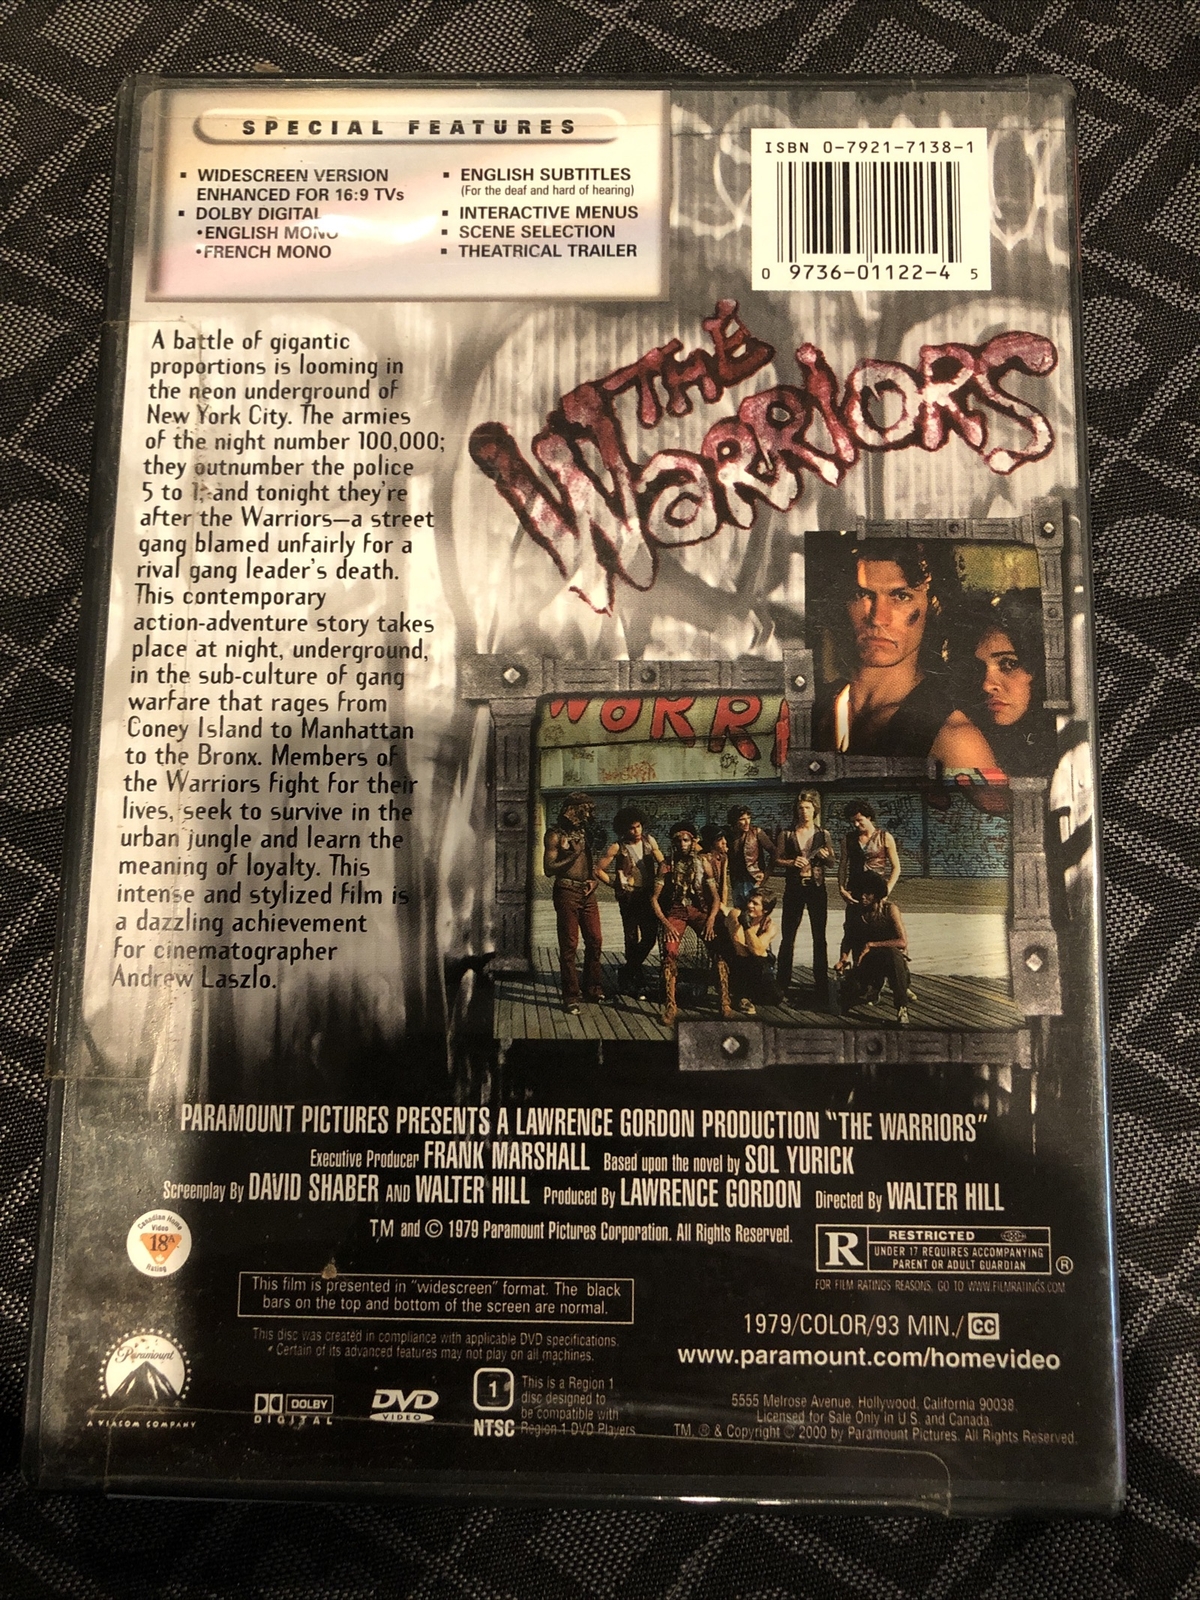 SPECIAL FEATURES
▪ WIDESCREEN VERSION
ENHANCED FOR 16:9 TVs
▪ DOLBY DIGITAL
•ENGLISH MONO
•FRENCH MONO
▪ ENGLISH SUBTITLES
(For the deaf and hard of hearing)
▪ INTERACTIVE MENUS
▪ SCENE SELECTION
▪ THEATRICAL TRAILER
ISBN 0-7921-7138-1
0 9736-01122-4 5
THE
WARRIORS
A battle of gigantic
proportions is looming in
the neon underground of
New York City. The armies
of the night number 100,000;
they outnumber the police
5 to 1; and tonight they're
after the Warriors—a street
gang blamed unfairly for a
rival gang leader's death.
This contemporary
action-adventure story takes
place at night, underground,
in the sub-culture of gang
warfare that rages from
Coney Island to Manhattan
to the Bronx. Members of
the Warriors fight for their
lives, seek to survive in the
urban jungle and learn the
meaning of loyalty. This
intense and stylized film is
a dazzling achievement
for cinematographer
Andrew Laszlo.
WORRI
PARAMOUNT PICTURES PRESENTS A LAWRENCE GORDON PRODUCTION "THE WARRIORS"
Executive Producer FRANK MARSHALL Based upon the novel by SOL YURICK
Screenplay By DAVID SHABER AND WALTER HILL Produced By LAWRENCE GORDON Directed By WALTER HILL
TM and © 1979 Paramount Pictures Corporation. All Rights Reserved.
Canadian Home
Video
18A
Rating
R
RESTRICTED
UNDER 17 REQUIRES ACCOMPANYING
PARENT OR ADULT GUARDIAN
®
FOR FILM RATINGS REASONS, GO TO WWW.FILMRATINGS.COM
This film is presented in "widescreen" format. The black
bars on the top and bottom of the screen are normal.
This disc was created in compliance with applicable DVD specifications.
Certain of its advanced features may not play on all machines.
1979/COLOR/93 MIN./ CC
www.paramount.com/homevideo
Paramount
A VIACOM COMPANY
DOLBY
DIGITAL
DVD
VIDEO
1
NTSC
This is a Region 1
disc designed to
be compatible with
Region 1 DVD Players
5555 Melrose Avenue, Hollywood, California 90038
Licensed for Sale Only in U.S. and Canada.
TM, ® & Copyright © 2000 by Paramount Pictures. All Rights Reserved.